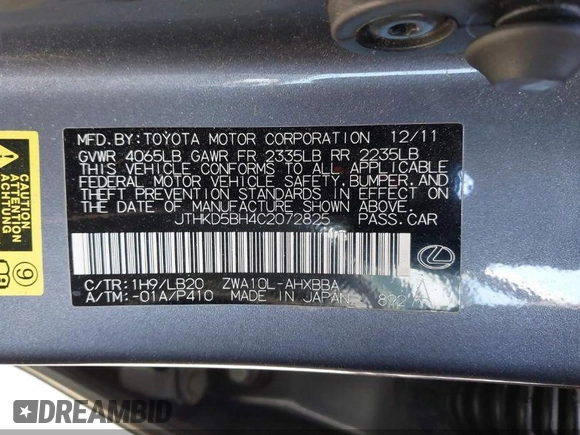 MFD. BY: TOYOTA MOTOR CORPORATION 12/11
GVWR 4065LB GAWR FR 2335LB RR 2235LB
THIS VEHICLE CONFORMS TO ALL APPLICABLE
FEDERAL MOTOR VEHICLE SAFETY, BUMPER, AND
THEFT PREVENTION STANDARDS IN EFFECT ON
THE DATE OF MANUFACTURE SHOWN ABOVE.
JTHKD5BH4C2072825 PASS. CAR
C/TR: 1H9/LB20 ZWA10L-AHXBBA
A/TM: -01A/P410 MADE IN JAPAN
CAUTION
ACHTUNG
9
DREAMBID